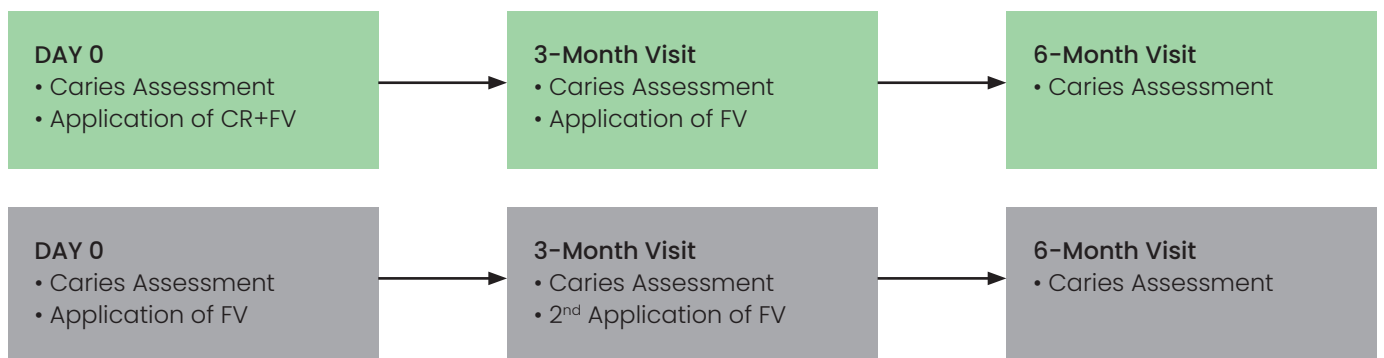 DAY 0
• Caries Assessment
• Application of CR+FV
3-Month Visit
• Caries Assessment
• Application of FV
6-Month Visit
• Caries Assessment
DAY 0
• Caries Assessment
• Application of FV
3-Month Visit
• Caries Assessment
• 2nd Application of FV
6-Month Visit
• Caries Assessment